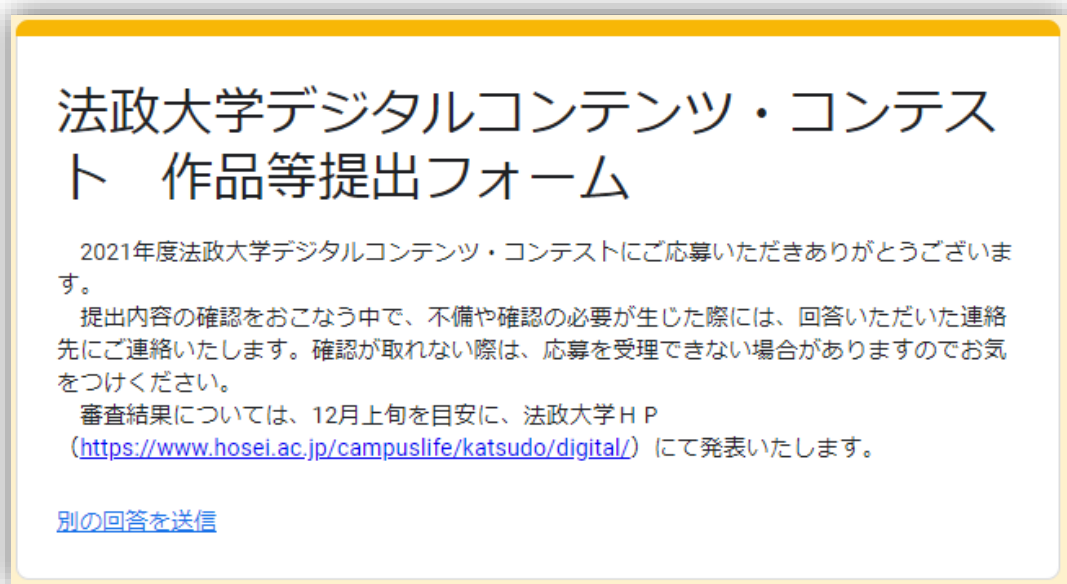 法政大学デジタルコンテンツ・コンテス
ト　作品等提出フォーム
　2021年度法政大学デジタルコンテンツ・コンテストにご応募いただきありがとうございま
す。
　提出内容の確認をおこなう中で、不備や確認の必要が生じた際には、回答いただいた連絡
先にご連絡いたします。確認が取れない際は、応募を受理できない場合がありますのでお気
をつけください。
　審査結果については、12月上旬を目安に、法政大学ＨＰ
（https://www.hosei.ac.jp/campuslife/katsudo/digital/）にて発表いたします。
別の回答を送信